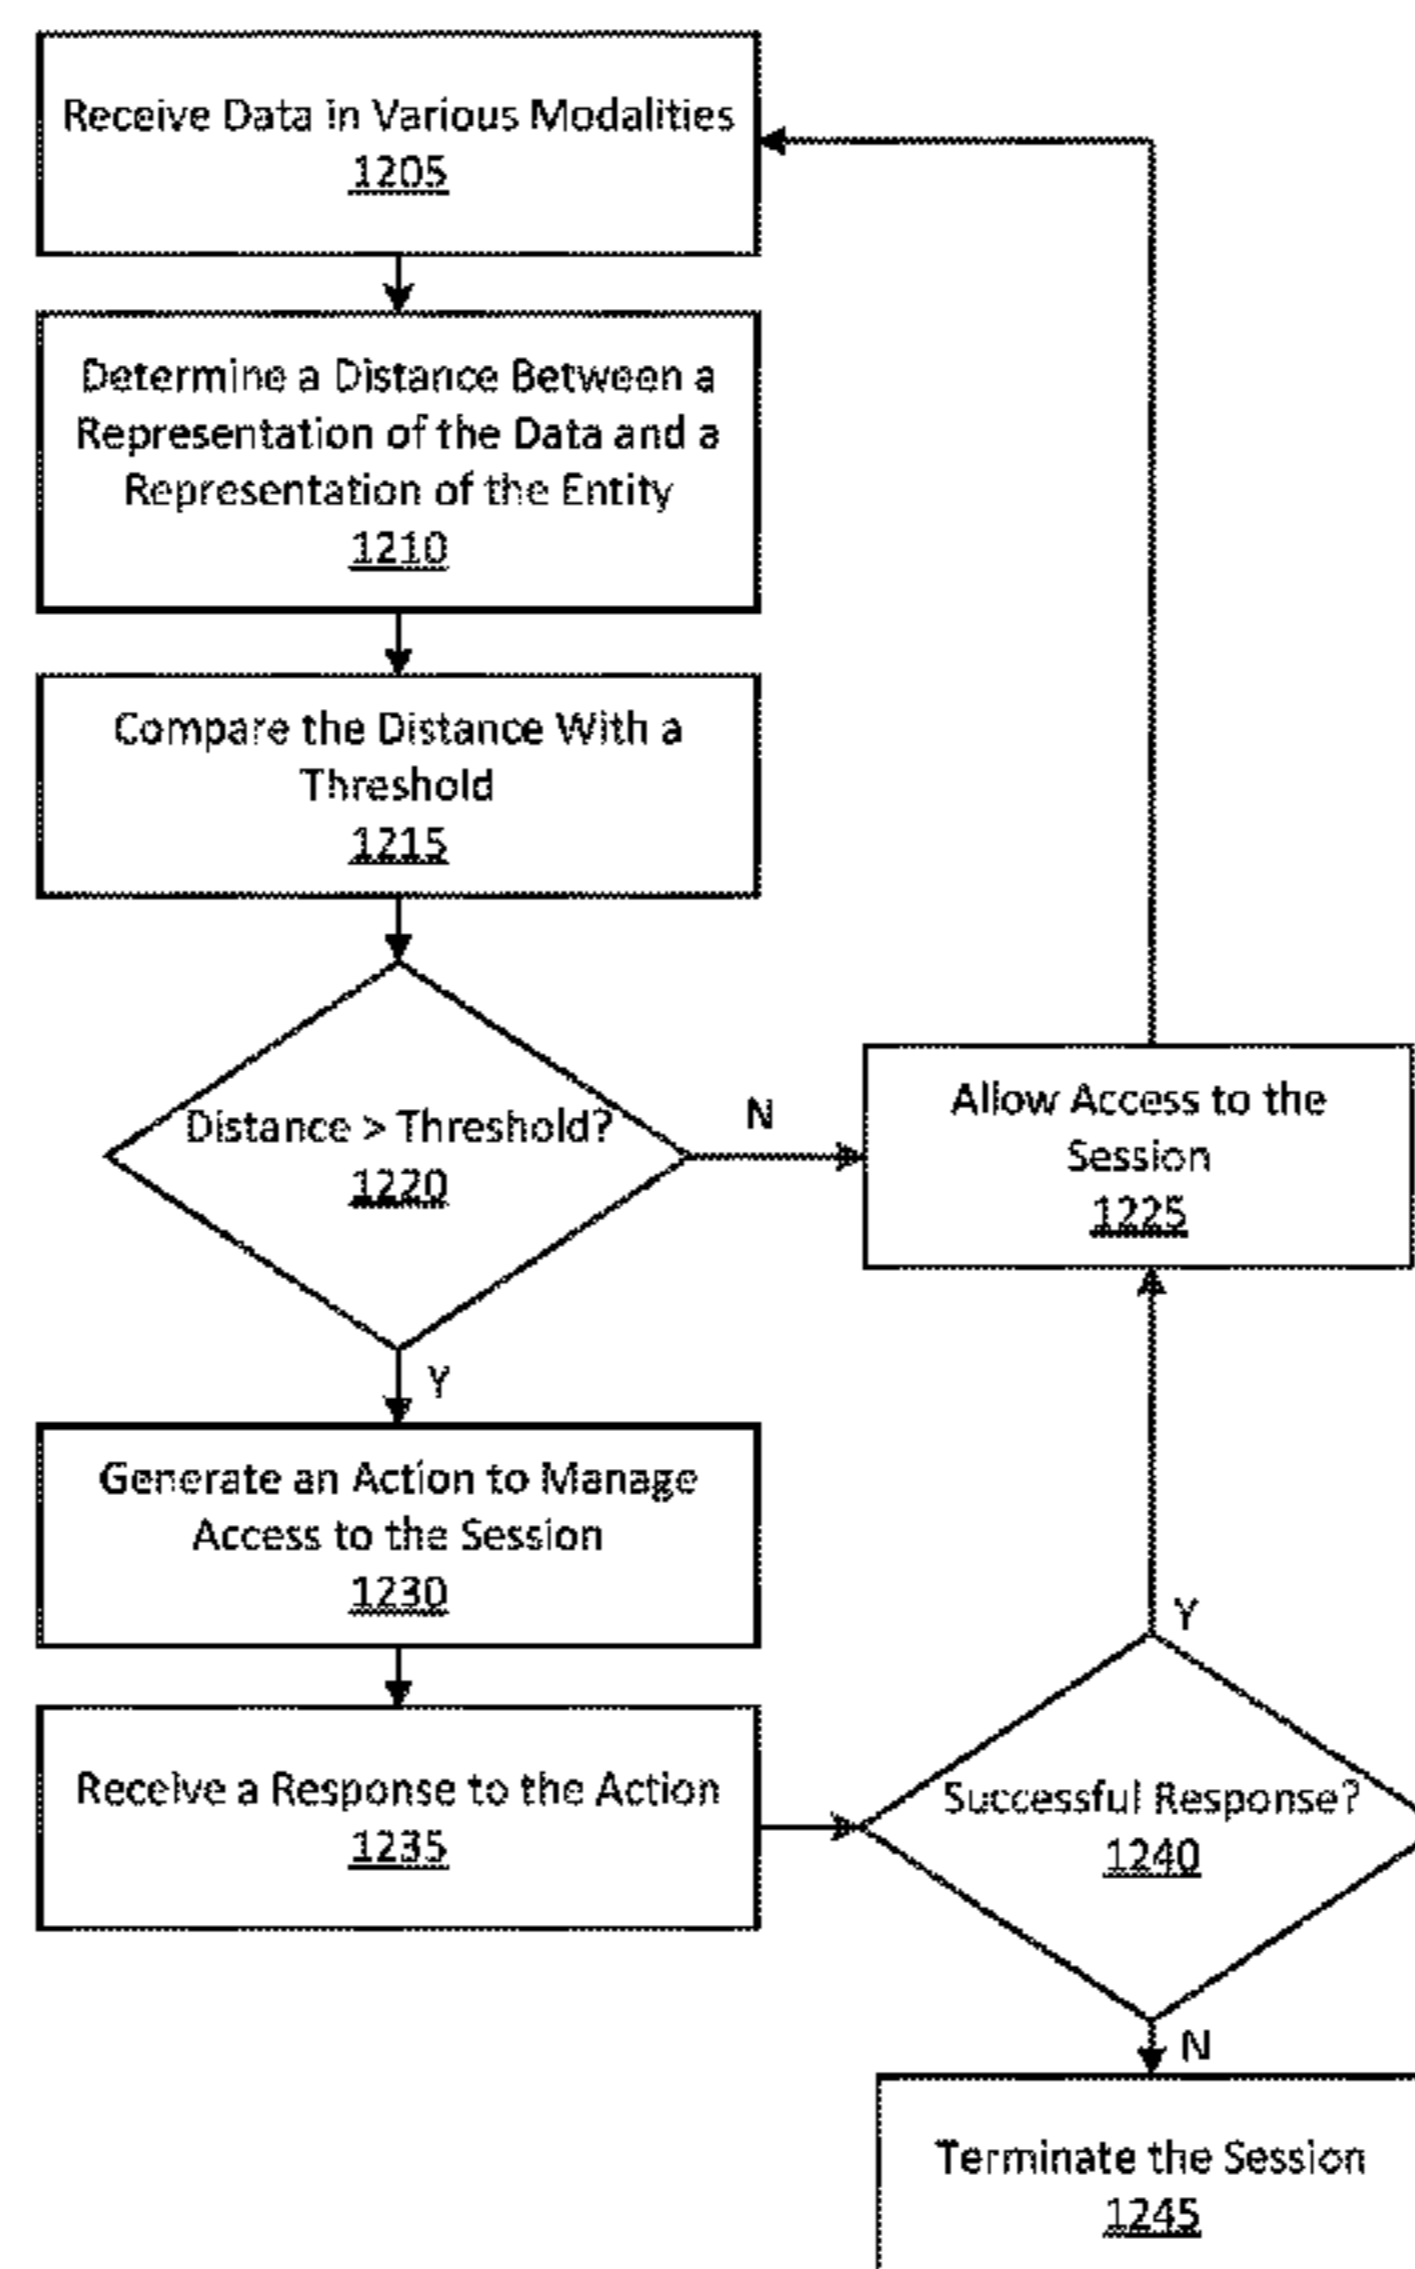 Receive Data in Various Modalities
1205
Determine a Distance Between a
Representation of the Data and a
Representation of the Entity
1210
Compare the Distance With a
Threshold
1215
Distance > Threshold?
1220
N
Allow Access to the
Session
1225
Y
Generate an Action to Manage
Access to the Session
1230
Receive a Response to the Action
1235
Y
Successful Response?
1240
N
Terminate the Session
1245